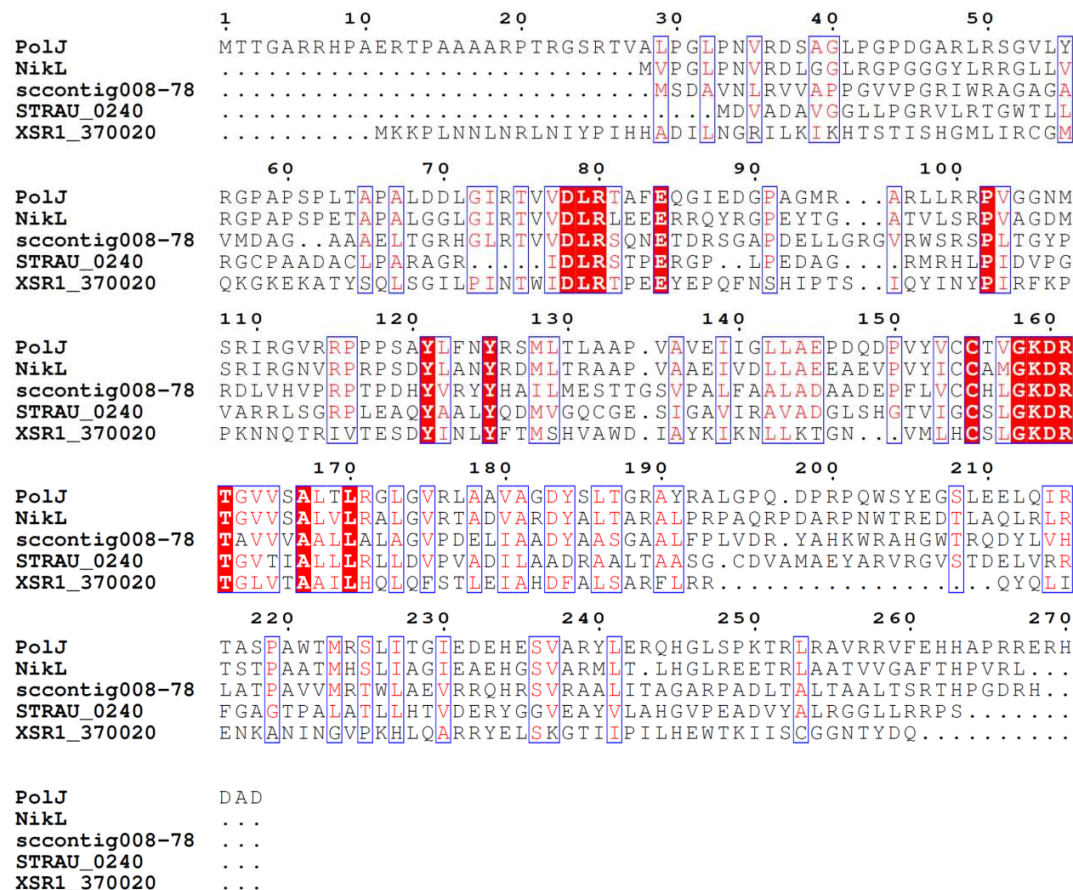 1 10 20 30 40 50
PolJ MTTGARRHPAERTPAAAARPTRGSRTVALPGLPNVRDSAGLPGPDGARLRSGVLY
NikL ...........................MVPGLPNVRDLGGLRGPGGGYLRRGLLV
sccontig008-78 ............................MSDAVNLRVVAPPGVVPGRIWRAGAGA
STRAU_0240 ................................MDVADAVGGLLPGRVLRTGWTLL
XSR1_370020 ..........MKKPLNNLNRLNIYPIHHADILNGRILKIKHTSTISHGMLIRCGM
60 70 80 90 100
PolJ RGPAPSPLTAPALDDLGIRTVVDLRTAFEQGIEDGPAGMR...ARLLRRPVGGNM
NikL RGPAPSPETAPALGGLGIRTVVDLRLEEERRQYRGPEYTG...ATVLSRPVAGDM
sccontig008-78 VMDAG..AAAELTGRHGLRTVVDLRSQNETDRSGAPDELLGRGVRWSRSPLTGYP
STRAU_0240 RGCPAADACLPARAGR....IDLRSTPERGP..LPEDAG....RMRHLPIDVPG
XSR1_370020 QKGKEKATYSQLSGILPINTWIDLRTPEEYEPQFNSHIPTS..IQYINYPIRFKP
110 120 130 140 150 160
PolJ SRIRGVRRPPPSAYLFNYRSMLTLAAP.VAVEIIGLLAEPDQDPVYVCCTVGKDR
NikL SRIRGNVRPRPSDYLANYRDMLTRAAP.VAAEIVDLLAEEAEVPVYICCAMGKDR
sccontig008-78 RDLHVPRTPTPDHYVRYYHAILMESTTGSVPALFAALADAADEPFLVCCHLGKDR
STRAU_0240 VARRLSGRPLEAQYAALYQDMVGQCGE.SIGAVIRAVADGLSHGTVIGCSLGKDR
XSR1_370020 PKNNQTRIVTESDYINLYFTMSHVAWD.IAYKIKNLLKTGN..VMLHCSLGKDR
170 180 190 200 210
PolJ TGVVSALTLRGLGVRLAAVAGDYSLTGRAYRALGPQ.DPRPQWSYEGSLEELQIR
NikL TGVVSALVLRALGVRTADVARDYALTARALPRPAQRPDARPNWTREDTLAQLRLR
sccontig008-78 TAVVVAALLALAGVPDELIAADYAASGAALFPLVDR.YAHKWRAHGWTRQDYLVH
STRAU_0240 TGVTIALLLRLLDVPVADILAADRAALTAASG.CDVAMAEYARVRGVSTDELVRR
XSR1_370020 TGLVTAAILHQLQFSTLEIAHDFALSARFLRR.................QYQLI
220 230 240 250 260 270
PolJ TASPAWTMRSLITGIEDEHESVARYLERQHGLSPKTRLRAVRRVFEHHAPRRERH
NikL TSTPAATMHSLIAGIEAEHGSVARMLT.LHGLREETRLAATVVGAFTHPVRL...
sccontig008-78 LATPAVVMRTWLAEVRRQHRSVRAALITAGARPADLTALTAALTSRTHPGDRH..
STRAU_0240 FGAGTPALATLLHTVDERYGGVEAYVLAHGVPEADVYALRGGLLRRPS.......
XSR1_370020 ENKANINGVPKHLQARRYELSKGTIIPILHEWTKIISCGGNTYDQ..........
PolJ DAD
NikL ...
sccontig008-78 ...
STRAU_0240 ...
XSR1_370020 ...